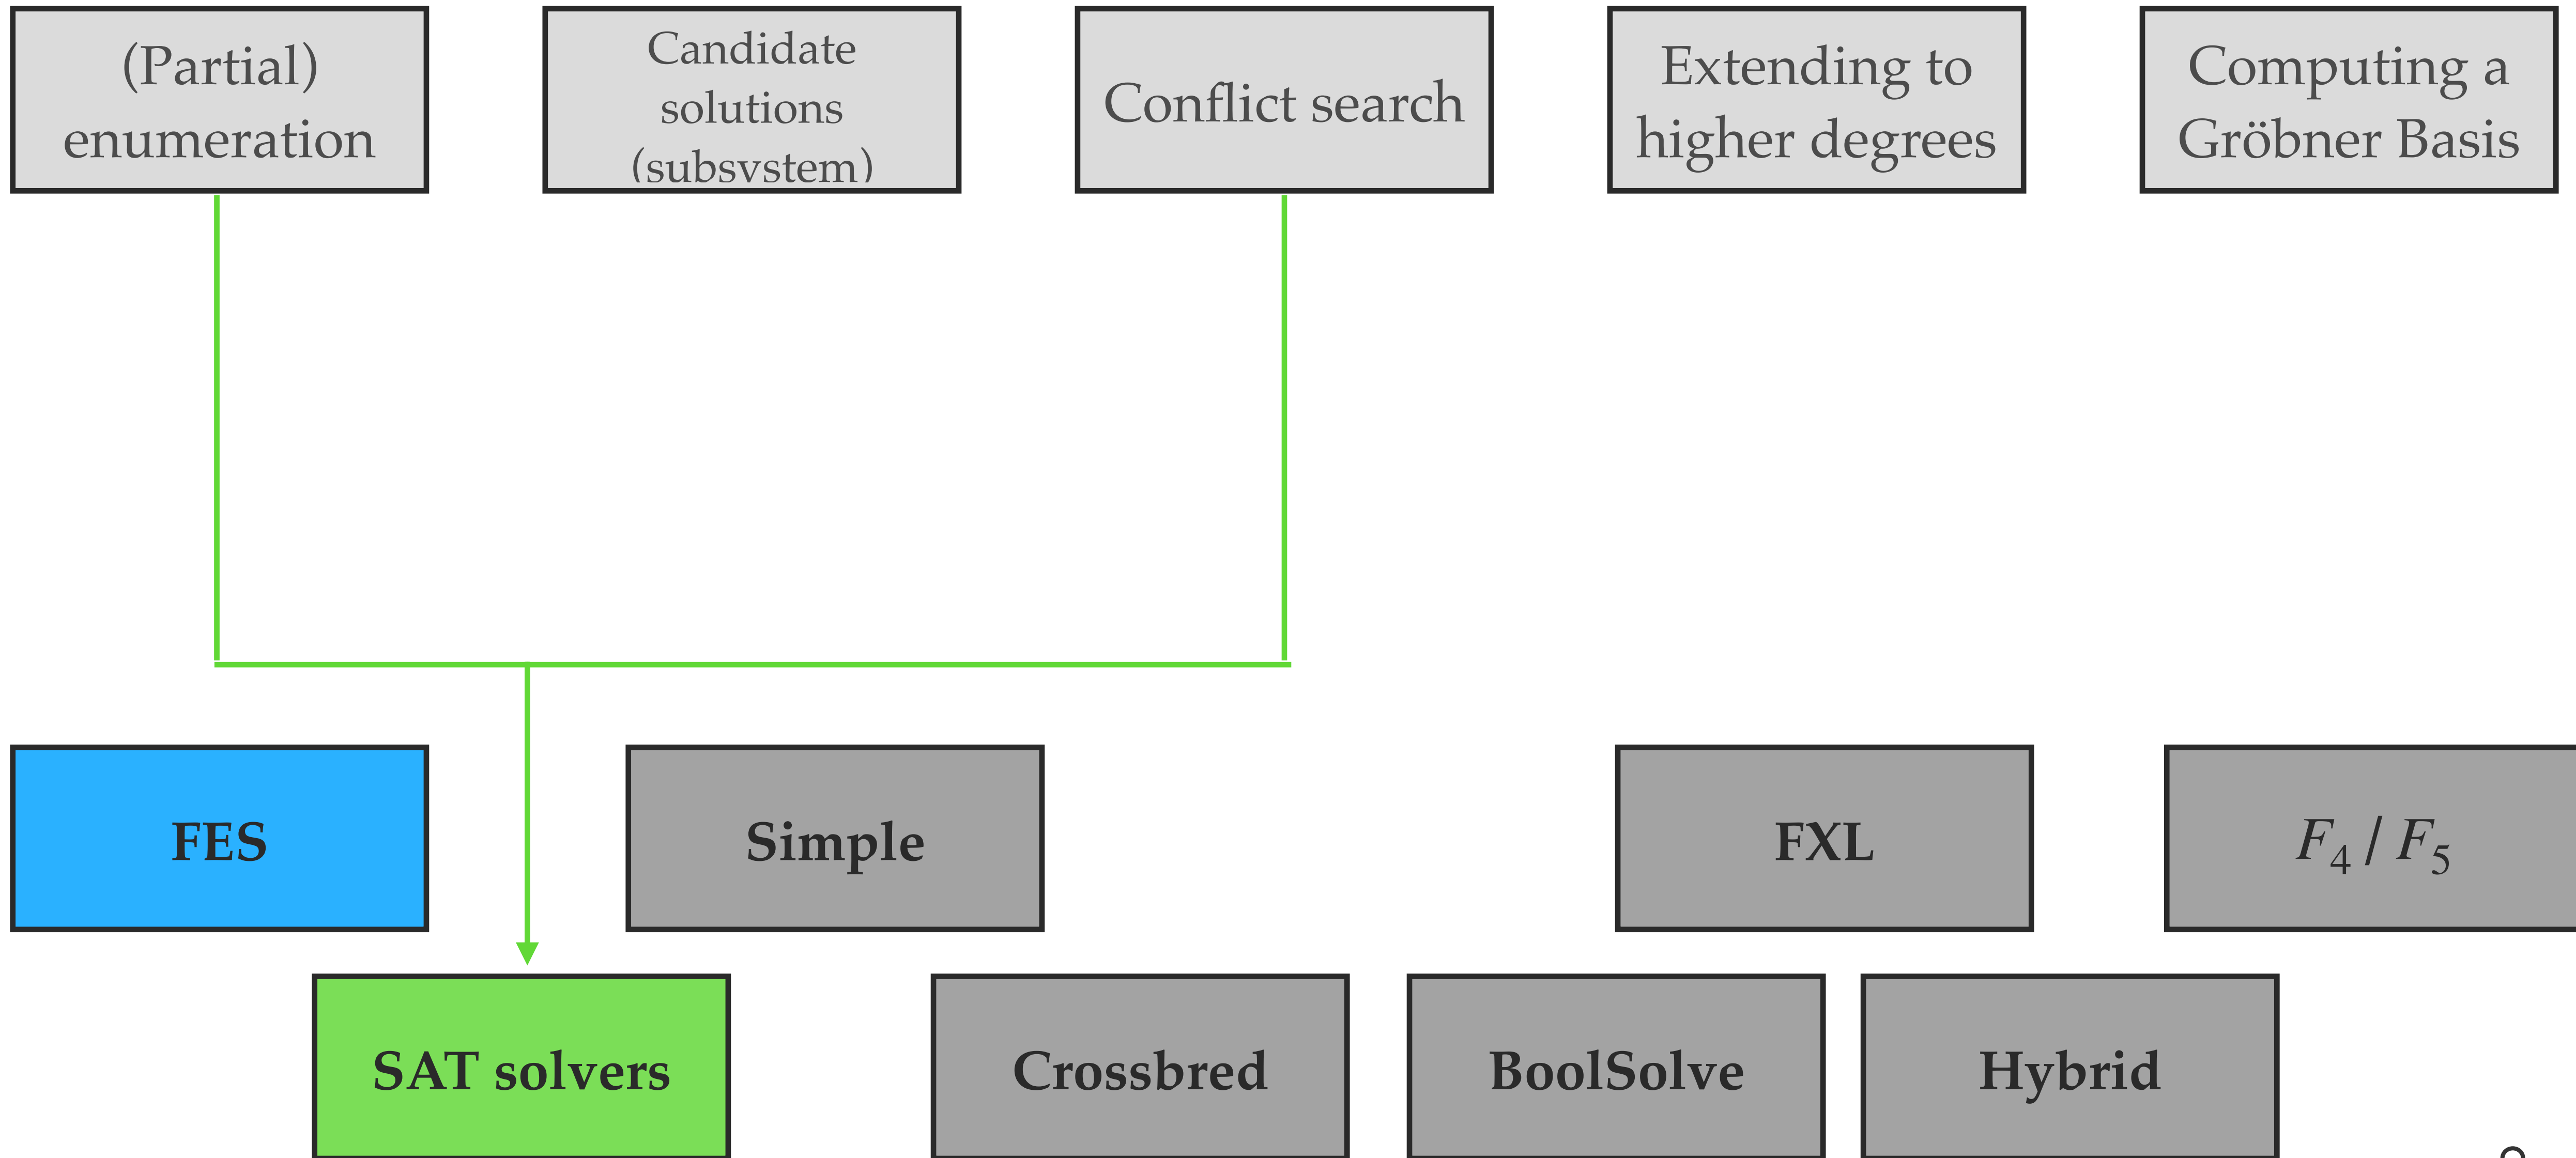 (Partial)
enumeration
Candidate
solutions
(subsystem)
Conflict search
Extending to
higher degrees
Computing a
Gröbner Basis
FES
Simple
FXL
F4 / F5
SAT solvers
Crossbred
BoolSolve
Hybrid